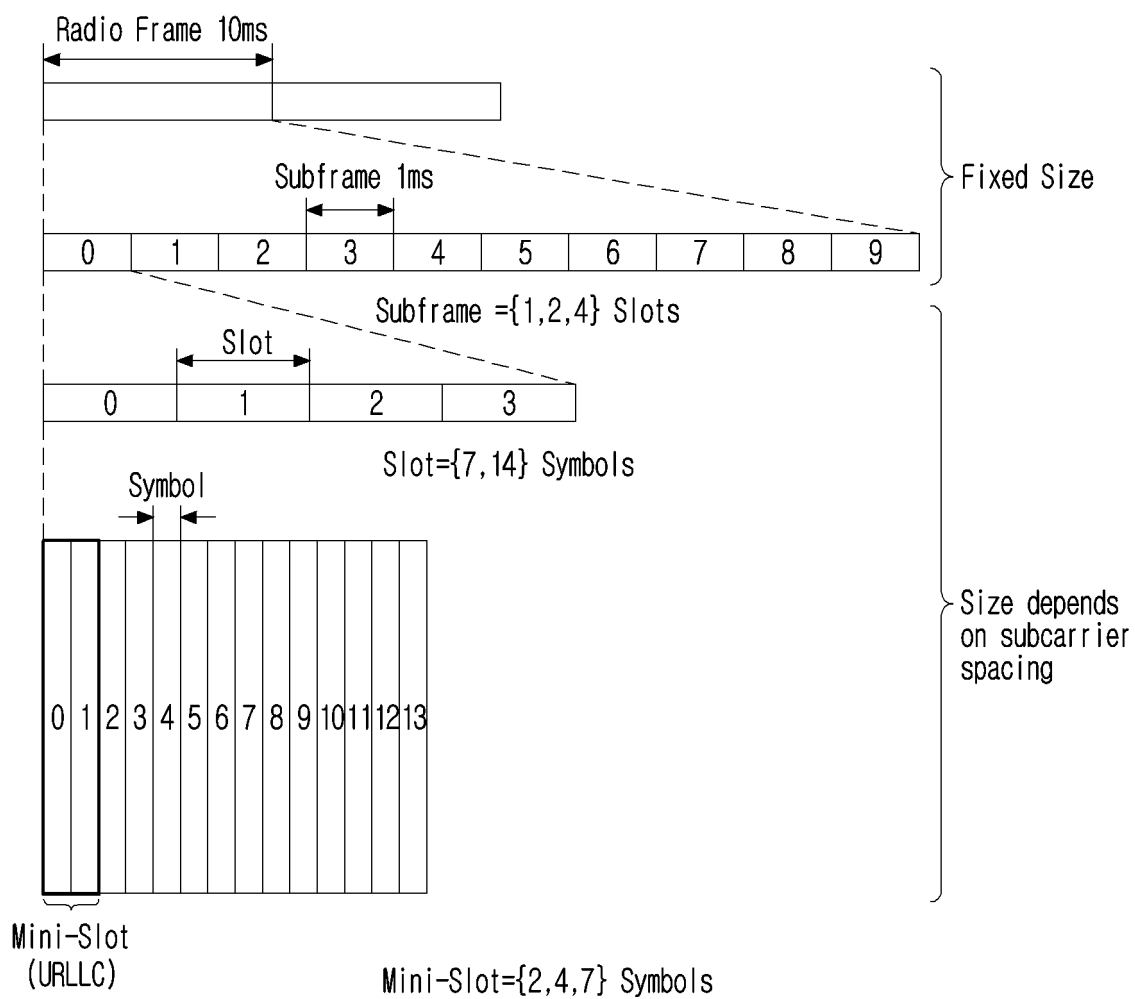 Radio Frame 10ms
Subframe 1ms
Fixed Size
0 1 2 3 4 5 6 7 8 9
Subframe ={1,2,4} Slots
Slot
0 1 2 3
Slot={7,14} Symbols
Symbol
0 1 2 3 4 5 6 7 8 9 10 11 12 13
Size depends
on subcarrier
spacing
Mini-Slot
(URLLC)
Mini-Slot={2,4,7} Symbols